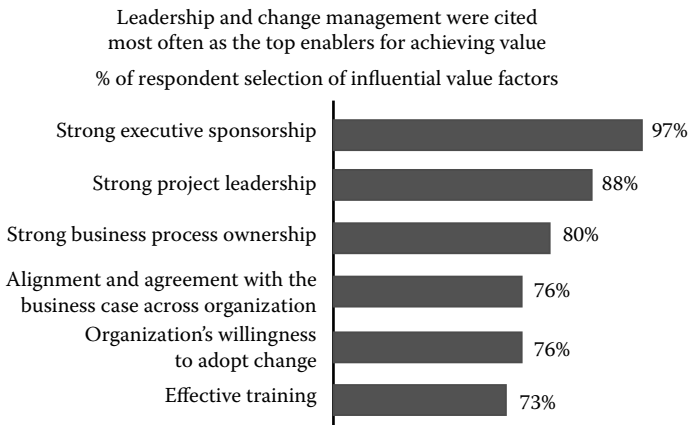 Leadership and change management were cited
most often as the top enablers for achieving value
% of respondent selection of influential value factors
Strong executive sponsorship 97%
Strong project leadership 88%
Strong business process ownership 80%
Alignment and agreement with the
business case across organization 76%
Organization’s willingness
to adopt change 76%
Effective training 73%